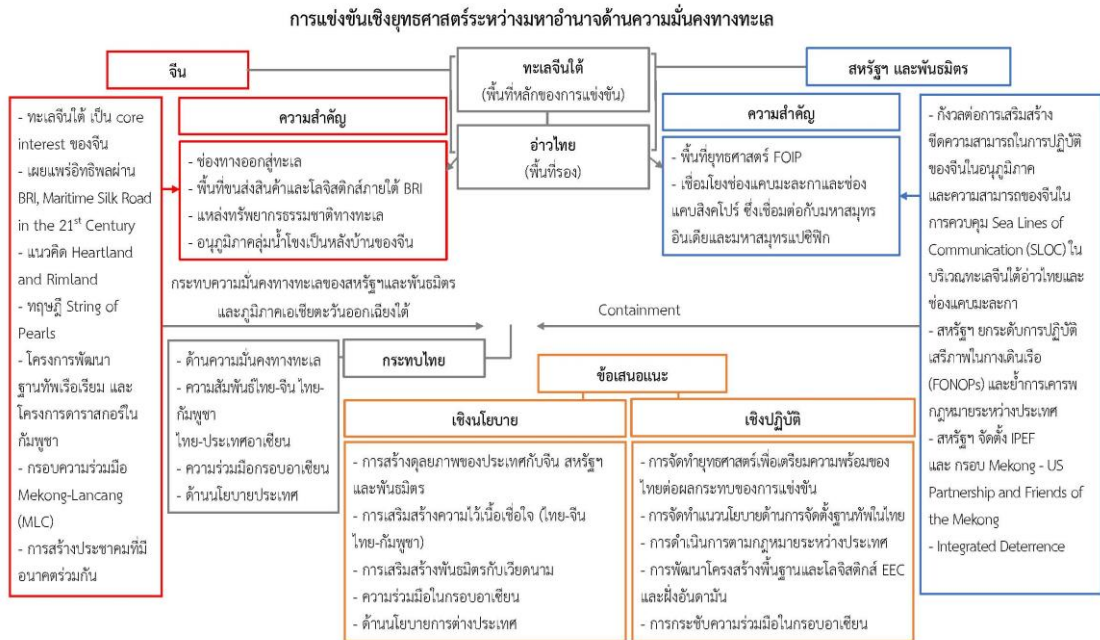 การแข่งขันเชิงยุทธศาสตร์ระหว่างมหาอำนาจด้านความมั่นคงทางทะเล
จีน
ทะเลจีนใต้
(พื้นที่หลักของการแข่งขัน)
สหรัฐฯ และพันธมิตร
อ่าวไทย
(พื้นที่รอง)
- ทะเลจีนใต้ เป็น core
interest ของจีน
- เผยแพร่อิทธิพลผ่าน
BRI, Maritime Silk Road
in the 21st Century
- แนวคิด Heartland
and Rimland
- ทฤษฎี String of
Pearls
- โครงการพัฒนา
ฐานทัพเรือเรียม และ
โครงการดาราสกอร์ใน
กัมพูชา
- กรอบความร่วมมือ
Mekong-Lancang
(MLC)
- การสร้างประชาคมที่มี
อนาคตร่วมกัน
ความสำคัญ
- ช่องทางออกสู่ทะเล
- พื้นที่ขนส่งสินค้าและโลจิสติกส์ภายใต้ BRI
- แหล่งทรัพยากรธรรมชาติทางทะเล
- อนุภูมิภาคลุ่มน้ำโขงเป็นหลังบ้านของจีน
ความสำคัญ
- พื้นที่ยุทธศาสตร์ FOIP
- เชื่อมโยงช่องแคบมะละกาและช่อง
แคบสิงคโปร์ ซึ่งเชื่อมต่อกับมหาสมุทร
อินเดียและมหาสมุทรแปซิฟิก
- กังวลต่อการเสริมสร้าง
ขีดความสามารถในการปฏิบัติ
ของจีนในอนุภูมิภาค
และความสามารถของจีนใน
การควบคุม Sea Lines of
Communication (SLOC) ใน
บริเวณทะเลจีนใต้อ่าวไทยและ
ช่องแคบมะละกา
- สหรัฐฯ ยกระดับการปฏิบัติ
เสรีภาพในกางเดินเรือ
(FONOPs) และย้ำการเคารพ
กฎหมายระหว่างประเทศ
- สหรัฐฯ จัดตั้ง IPEF
และ กรอบ Mekong - US
Partnership and Friends of
the Mekong
- Integrated Deterrence
กระทบความมั่นคงทางทะเลของสหรัฐฯและพันธมิตร
และภูมิภาคเอเชียตะวันออกเฉียงใต้
Containment
กระทบไทย
- ด้านความมั่นคงทางทะเล
- ความสัมพันธ์ไทย-จีน ไทย-
กัมพูชา
ไทย-ประเทศอาเซียน
- ความร่วมมือกรอบอาเซียน
- ด้านนโยบายประเทศ
ข้อเสนอแนะ
เชิงนโยบาย
- การสร้างดุลยภาพของประเทศกับจีน สหรัฐฯ
และพันธมิตร
- การเสริมสร้างความไว้เนื้อเชื่อใจ (ไทย-จีน
ไทย-กัมพูชา)
- การเสริมสร้างพันธมิตรกับเวียดนาม
- ความร่วมมือในกรอบอาเซียน
- ด้านนโยบายการต่างประเทศ
เชิงปฏิบัติ
- การจัดทำยุทธศาสตร์เพื่อเตรียมความพร้อมของ
ไทยต่อผลกระทบของการแข่งขัน
- การจัดทำแนวนโยบายด้านการจัดตั้งฐานทัพในไทย
- การดำเนินการตามกฎหมายระหว่างประเทศ
- การพัฒนาโครงสร้างพื้นฐานและโลจิสติกส์ EEC
และฝั่งอันดามัน
- การกระชับความร่วมมือในกรอบอาเซียน